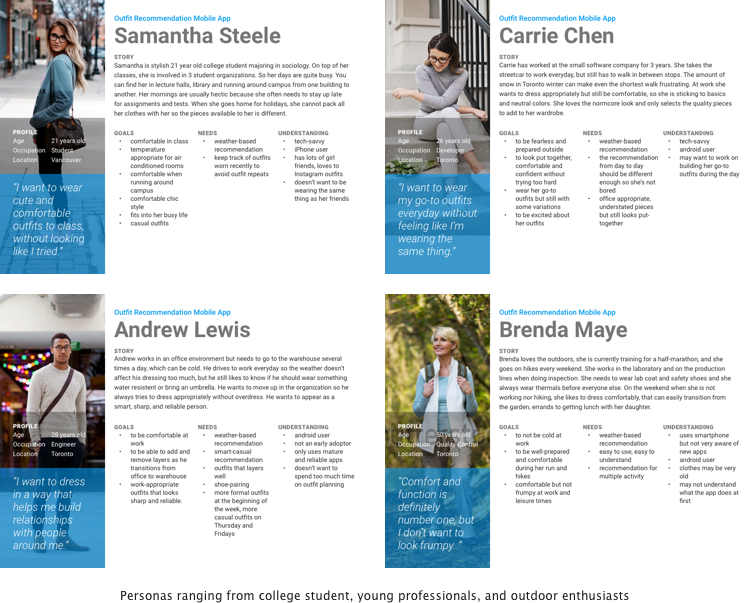 Outfit Recommendation Mobile App
Samantha Steele
STORY
Samantha is stylish 21 year old college student majoring in sociology. On top of her
classes, she is involved in 3 student organizations. So her days are quite busy. You
can find her in lecture halls, library and running around campus from one building to
another. Her mornings are usually hectic because she often needs to stay up late
for assignments and tests. When she goes home for holidays, she cannot pack all
her clothes with her so the pieces available to her is different.
PROFILE
Age 21 years old
Occupation Student
Location Vancouver
"I want to wear
cute and
comfortable
outfits to class,
without looking
like I tried."
GOALS
• comfortable in class
• temperature
appropriate for air
conditioned rooms
• comfortable when
running around
campus
• comfortable chic
style
• fits into her busy life
• casual outfits
NEEDS
• weather-based
recommendation
• keep track of outfits
worn recently to
avoid outfit repeats
UNDERSTANDING
• tech-savvy
• iPhone user
• has lots of girl
friends, loves to
Instagram outfits
• doesn't want to be
wearing the same
thing as her friends
Outfit Recommendation Mobile App
Carrie Chen
STORY
Carrie has worked at the small software company for 3 years. She takes the
streetcar to work everyday, but still has to walk in between stops. The amount of
snow in Toronto winter can make even the shortest walk frustrating. At work she
wants to dress appropriately but still be comfortable, so she is sticking to basics
and neutral colors. She loves the normcore look and only selects the quality pieces
to add to her wardrobe.
PROFILE
Age 26 years old
Occupation Developer
Location Toronto
"I want to wear
my go-to outfits
everyday without
feeling like I'm
wearing the
same thing."
GOALS
• to be fearless and
prepared outside
• to look put together,
comfortable and
confident without
trying too hard
• wear her go-to
outfits but still with
some variations
• to be excited about
her outfits
NEEDS
• weather-based
recommendation
• the recommendation
from day to day
should be different
enough so she's not
bored
• office appropriate,
understated pieces
but still looks put-
together
UNDERSTANDING
• tech-savvy
• android user
• may want to work on
building her go-to
outfits during the day
Outfit Recommendation Mobile App
Andrew Lewis
STORY
Andrew works in an office environment but needs to go to the warehouse several
times a day, which can be cold. He drives to work everyday so the weather doesn't
affect his dressing too much, but he still likes to know if he should wear something
water resistent or bring an umbrella. He wants to move up in the organization so he
always tries to dress appropriately without overdress. He wants to appear as a
smart, sharp, and reliable person.
PROFILE
Age 28 years old
Occupation Engineer
Location Toronto
"I want to dress
in a way that
helps me build
relationships
with people
around me."
GOALS
• to be comfortable at
work
• to be able to add and
remove layers as he
transitions from
office to warehouse
• work-appropriate
outfits that looks
sharp and reliable.
NEEDS
• weather-based
recommendation
• smart-casual
recommendation
• outfits that layers
well
• shoe-pairing
• more formal outfits
at the beginning of
the week, more
casual outfits on
Thursday and
Fridays
UNDERSTANDING
• android user
• not an early adoptor
• only uses mature
and reliable apps
• doesn't want to
spend too much time
on outfit planning
Outfit Recommendation Mobile App
Brenda Maye
STORY
Brenda loves the outdoors, she is currently training for a half-marathon, and she
goes on hikes every weekend. She works in the laboratory and on the production
lines when doing inspection. She needs to wear lab coat and safety shoes and she
always wear thermals before everyone else. On the weekend when she is not
working nor hiking, she likes to dress comfortably, that can easily transition from
the garden, errands to getting lunch with her daughter.
PROFILE
Age 50 years old
Occupation Quality Control
Location Toronto
"Comfort and
function is
definitely
number one, but
I don't want to
look frumpy."
GOALS
• to not be cold at
work
• to be well-prepared
and comfortable
during her run and
hikes
• comfortable but not
frumpy at work and
leisure times
NEEDS
• weather-based
recommendation
• easy to use, easy to
understand
• recommendation for
multiple activity
UNDERSTANDING
• uses smartphone
but not very aware of
new apps
• android user
• clothes may be very
old
• may not understand
what the app does at
first
Personas ranging from college student, young professionals, and outdoor enthusiasts